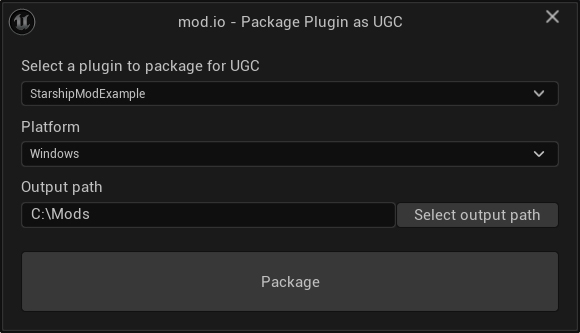 mod.io - Package Plugin as UGC
Select a plugin to package for UGC
StarshipModExample
Platform
Windows
Output path
C:\Mods
Select output path
Package